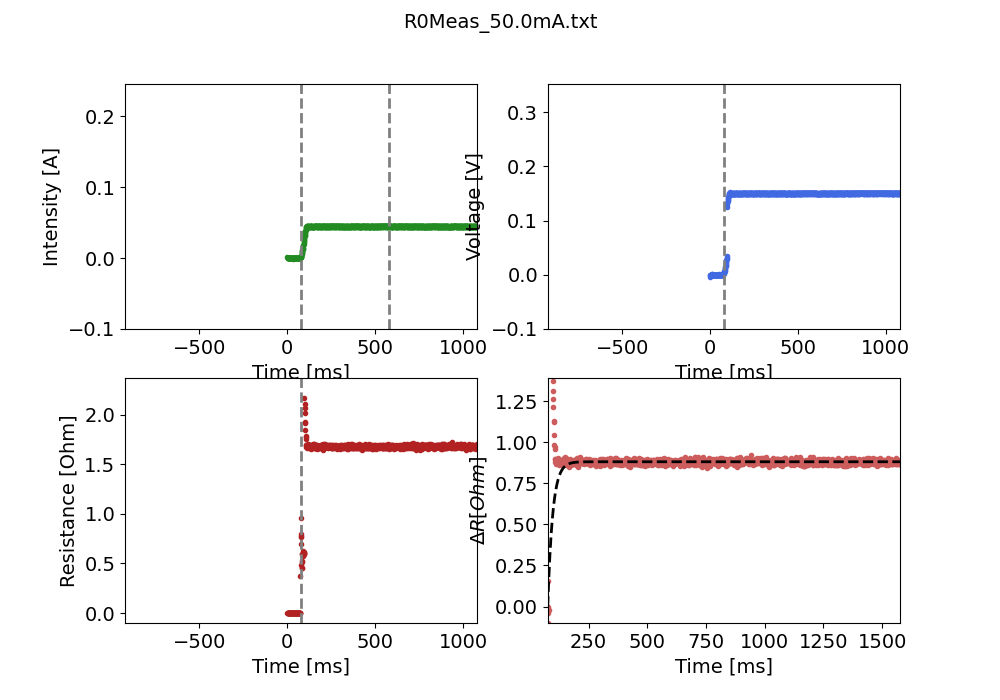 R0Meas_50.0mA.txt
Intensity [A]
0.2
0.1
0.0
−0.1
−500 0 500 1000
Time [ms]
Voltage [V]
0.3
0.2
0.1
0.0
−0.1
−500 0 500 1000
Time [ms]
Resistance [Ohm]
2.0
1.5
1.0
0.5
0.0
−500 0 500 1000
Time [ms]
ΔR[Ohm]
1.25
1.00
0.75
0.50
0.25
0.00
250 500 750 1000 1250 1500
Time [ms]